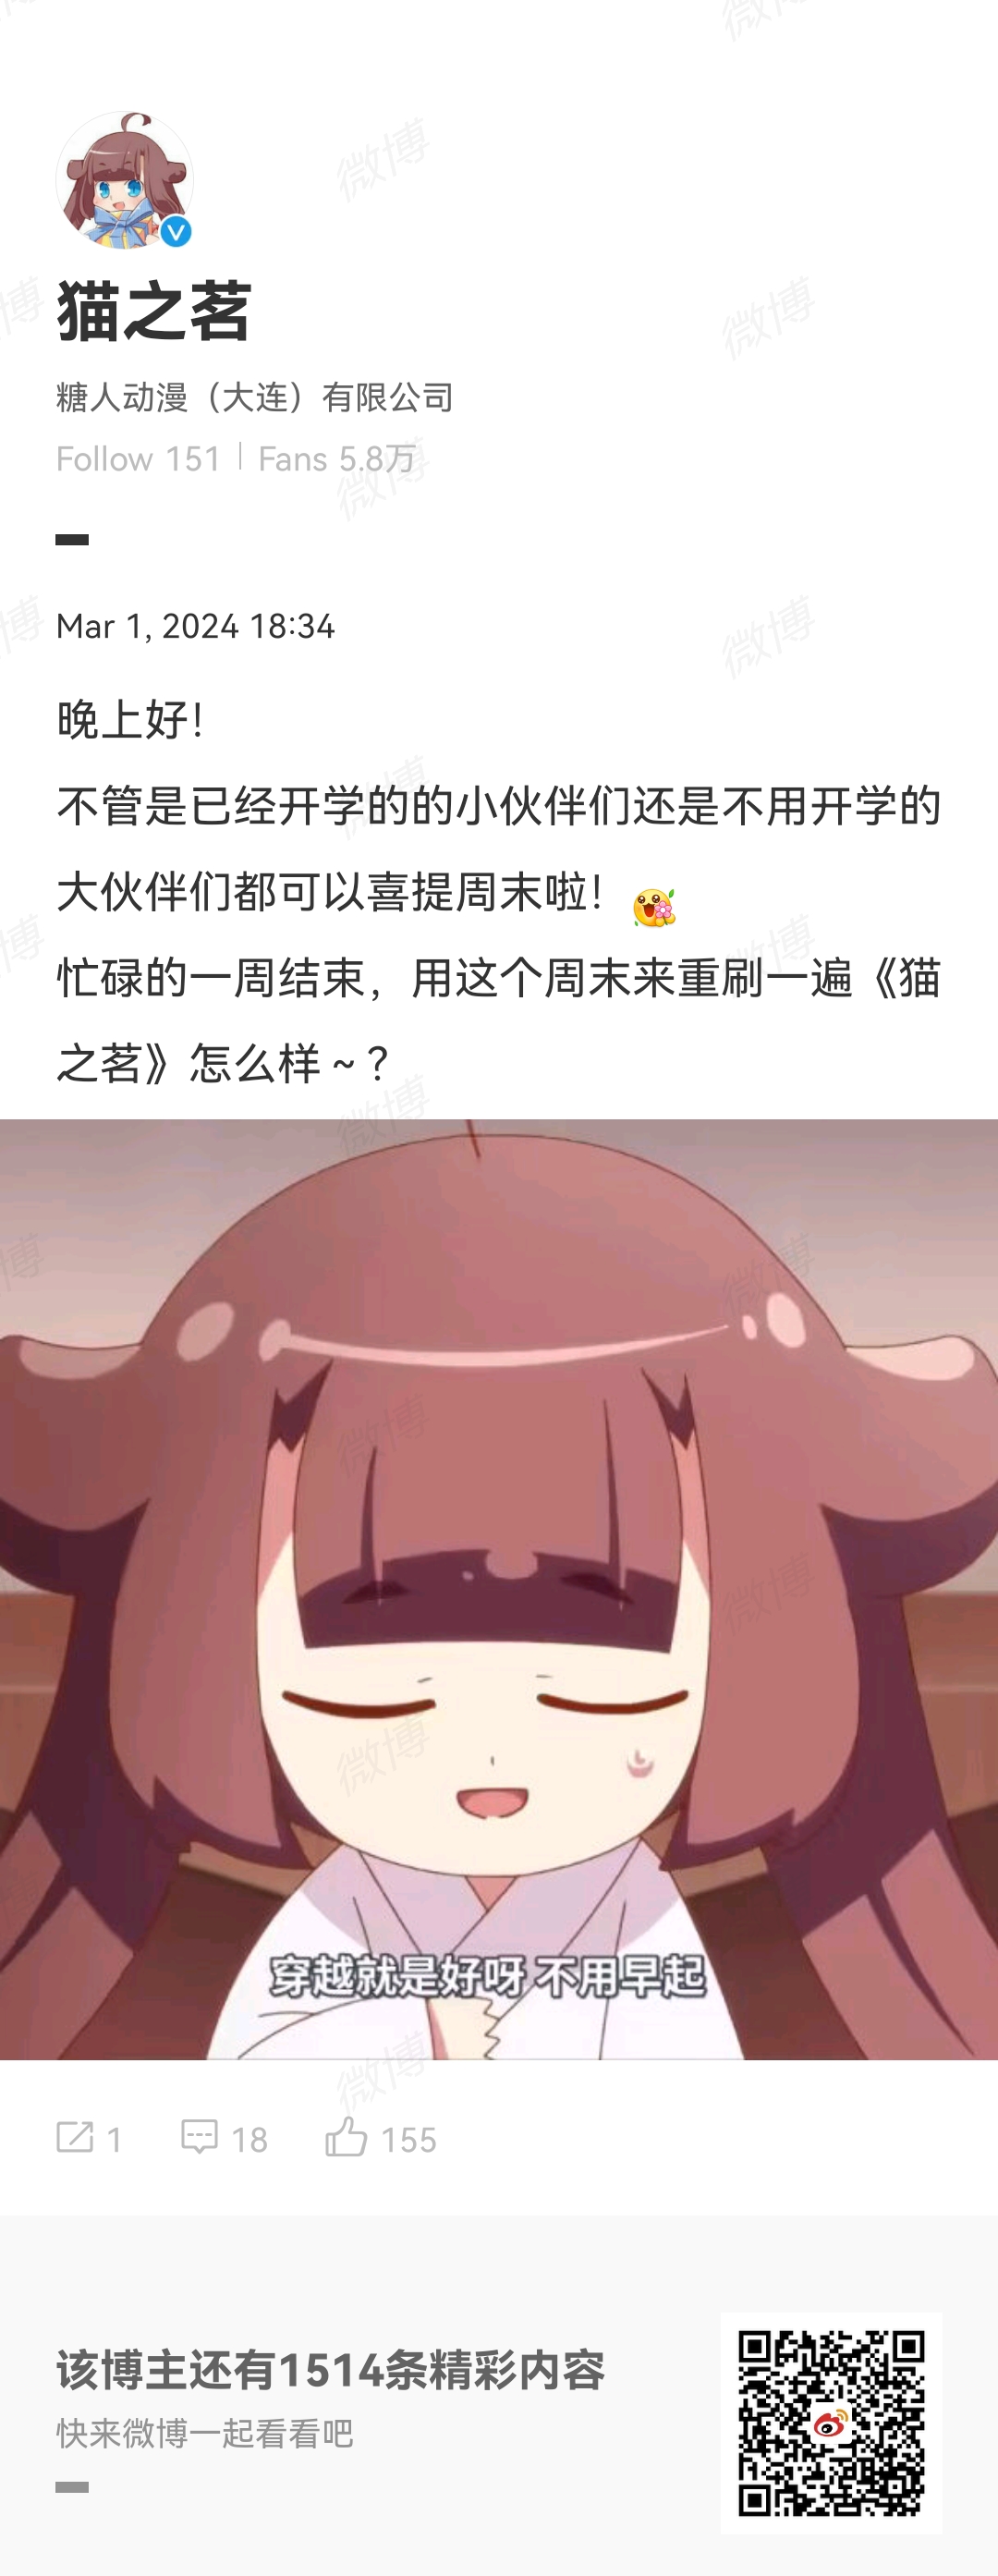 猫之茗
糖人动漫（大连）有限公司
Follow 151 | Fans 5.8万
Mar 1, 2024 18:34
晚上好！
不管是已经开学的的小伙伴们还是不用开学的
大伙伴们都可以喜提周末啦！
忙碌的一周结束，用这个周末来重刷一遍《猫
之茗》怎么样～？
穿越就是好呀 不用早起
1 18 155
该博主还有1514条精彩内容
快来微博一起看看吧
微博